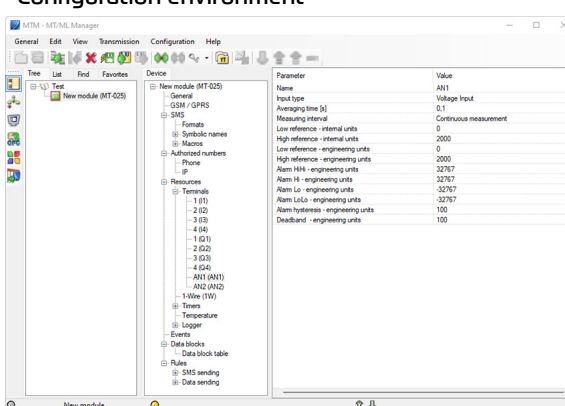 Configuration environment
MTM - MT/ML Manager
General Edit View Transmission Configuration Help
Tree List Find Favorites
Test
New module (MT-025)
Device
New module (MT-025)
General
GSM / GPRS
SMS
Formats
Symbolic names
Macros
Authorized numbers
Phone
IP
Resources
Terminals
1 (I1)
2 (I2)
3 (I3)
4 (I4)
1 (Q1)
2 (Q2)
3 (Q3)
4 (Q4)
AN1 (AN1)
AN2 (AN2)
1-Wire (1W)
Timers
Temperature
Logger
Events
Data blocks
Data block table
Rules
SMS sending
Data sending
Parameter Value
Name AN1
Input type Voltage Input
Averaging time [s] 0,1
Measuring interval Continuous measurement
Low reference - internal units 0
High reference - internal units 2000
Low reference - engineering units 0
High reference - engineering units 2000
Alarm HiHi - engineering units 32767
Alarm Hi - engineering units 32767
Alarm Lo - engineering units -32767
Alarm LoLo - engineering units -32767
Alarm hysteresis - engineering units 100
Deadband - engineering units 100
New module